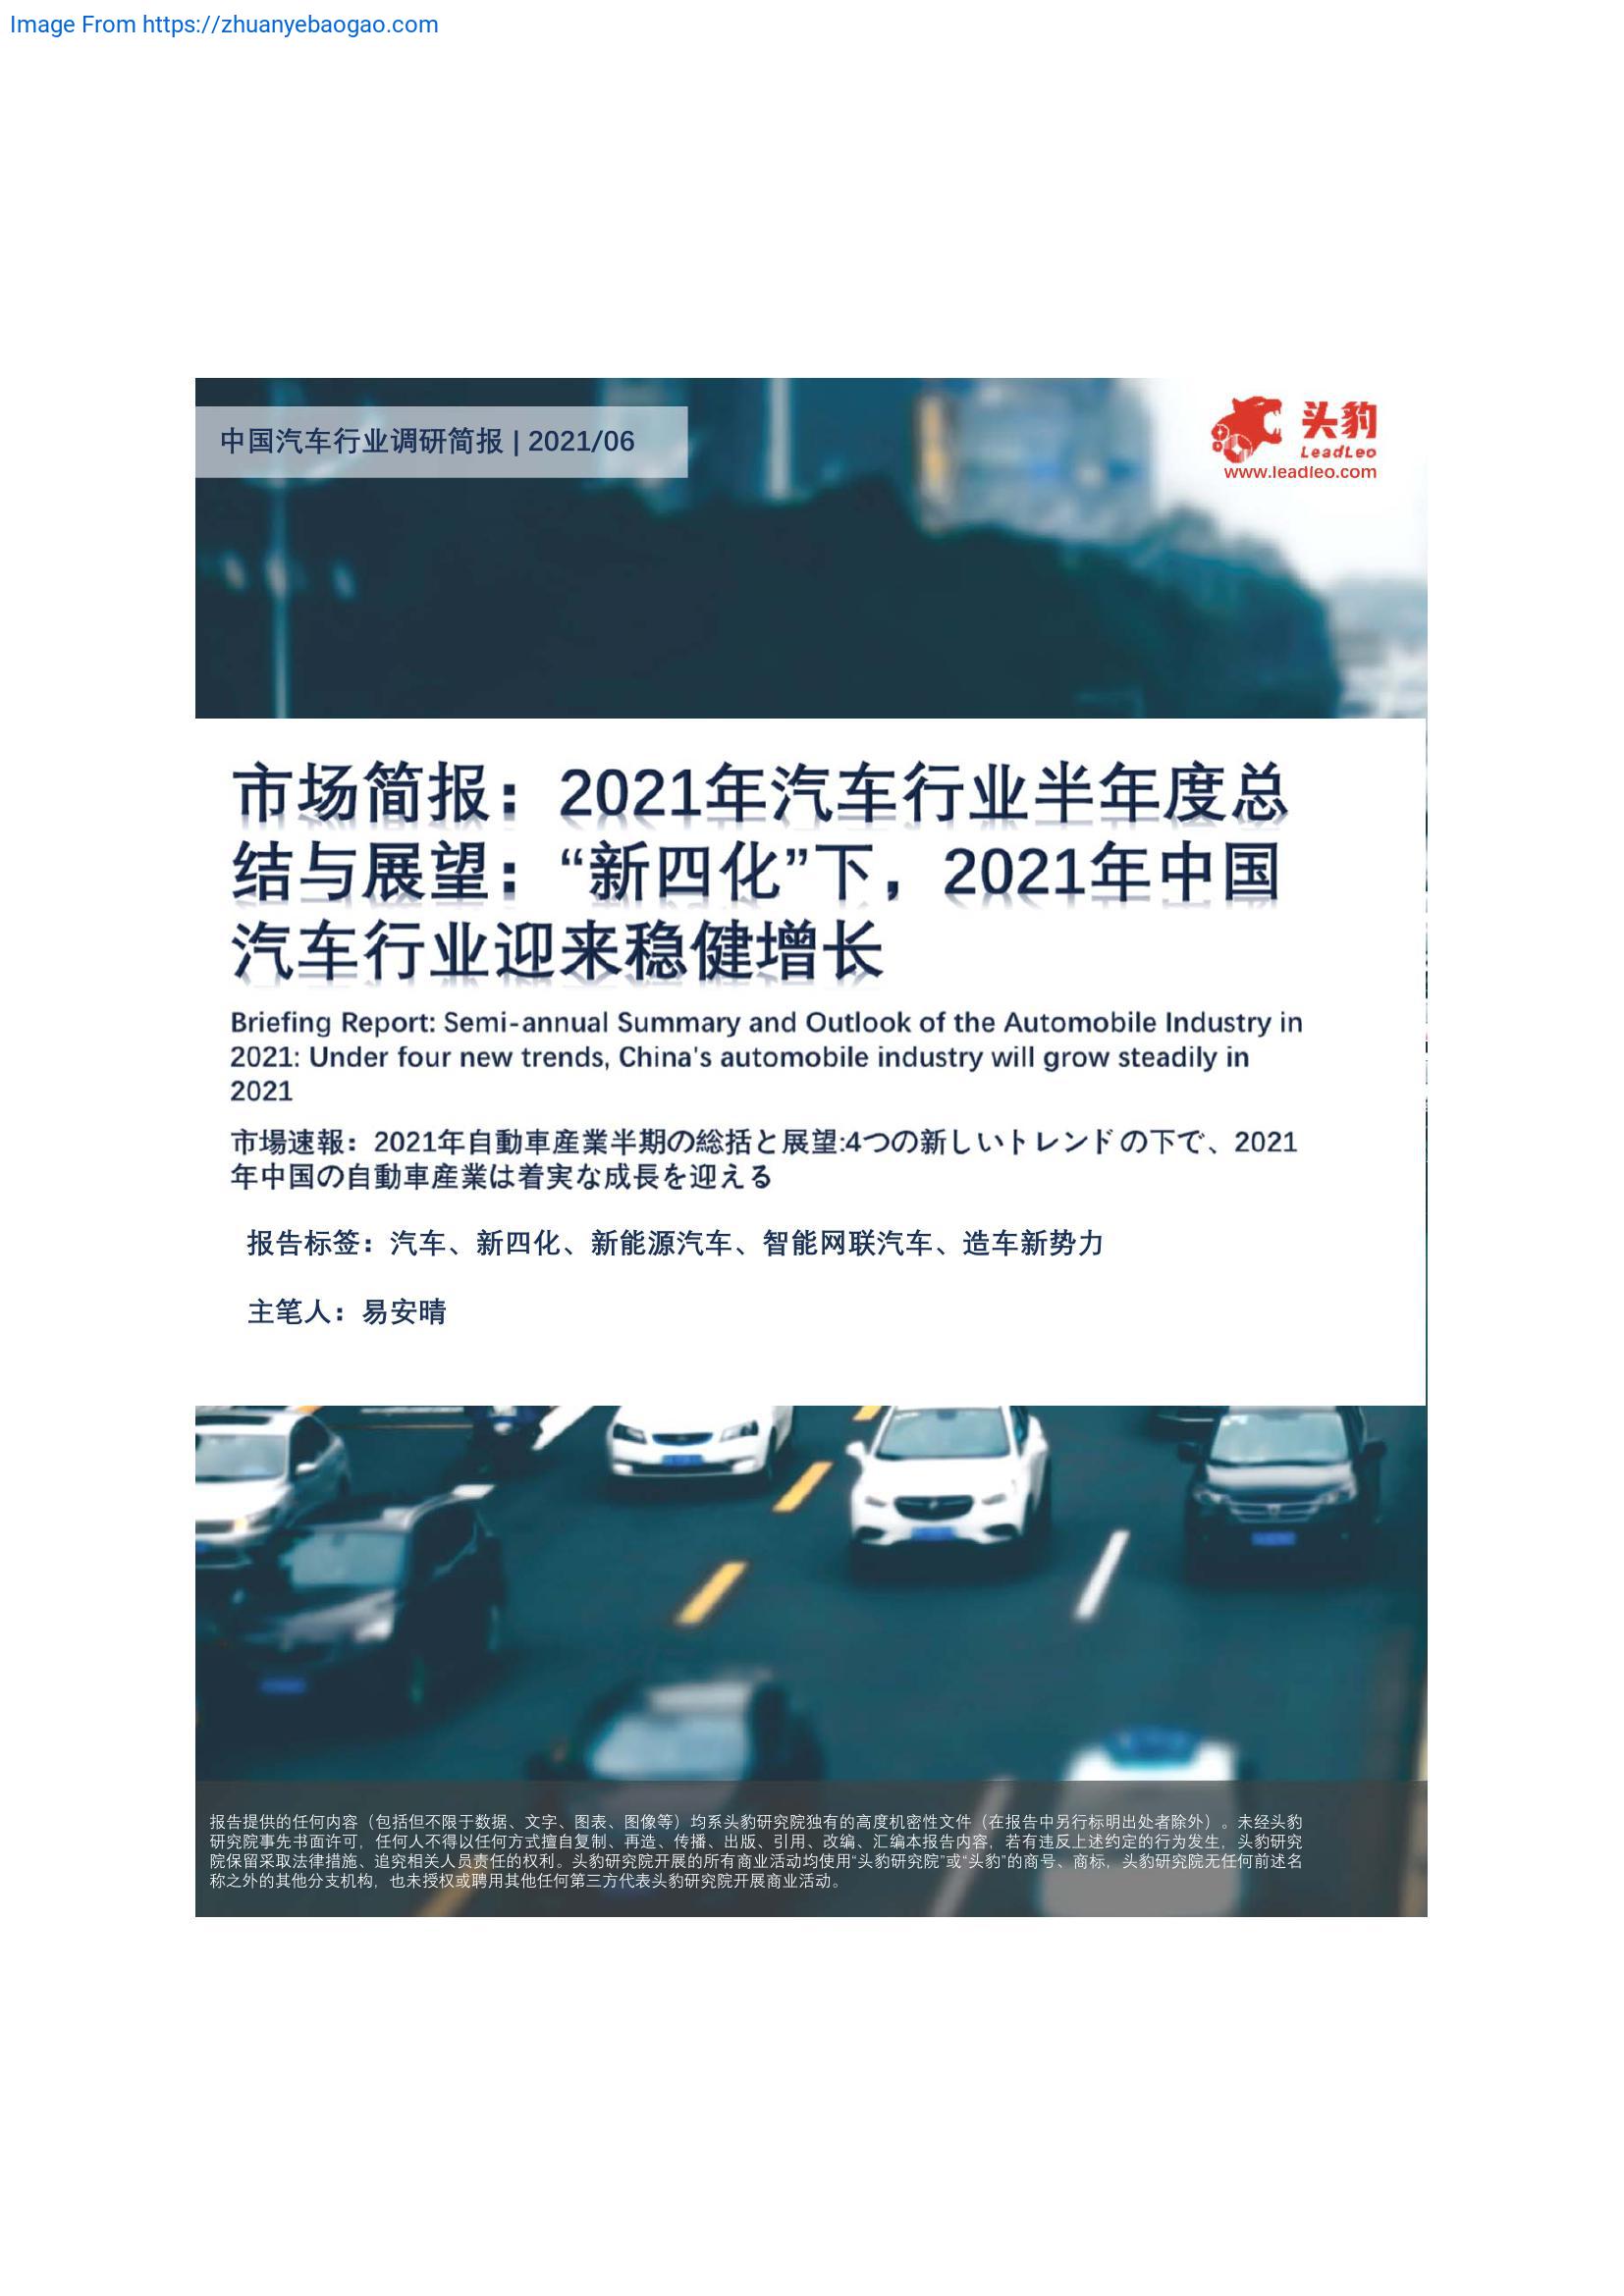 Image From https://zhuanyebaogao.com
中国汽车行业调研简报 | 2021/06
头豹
LeadLeo
www.leadleo.com
市场简报：2021年汽车行业半年度总
结与展望：“新四化”下，2021年中国
汽车行业迎来稳健增长
Briefing Report: Semi-annual Summary and Outlook of the Automobile Industry in
2021: Under four new trends, China's automobile industry will grow steadily in
2021
市場速報：2021年自動車産業半期の総括と展望:4つの新しいトレンドの下で、2021
年中国の自動車産業は着実な成長を迎える
报告标签：汽车、新四化、新能源汽车、智能网联汽车、造车新势力
主笔人：易安晴
报告提供的任何内容（包括但不限于数据、文字、图表、图像等）均系头豹研究院独有的高度机密性文件（在报告中另行标明出处者除外）。未经头豹
研究院事先书面许可，任何人不得以任何方式擅自复制、再造、传播、出版、引用、改编、汇编本报告内容，若有违反上述约定的行为发生，头豹研究
院保留采取法律措施、追究相关人员责任的权利。头豹研究院开展的所有商业活动均使用“头豹研究院”或“头豹”的商号、商标，头豹研究院无任何前述名
称之外的其他分支机构，也未授权或聘用其他任何第三方代表头豹研究院开展商业活动。